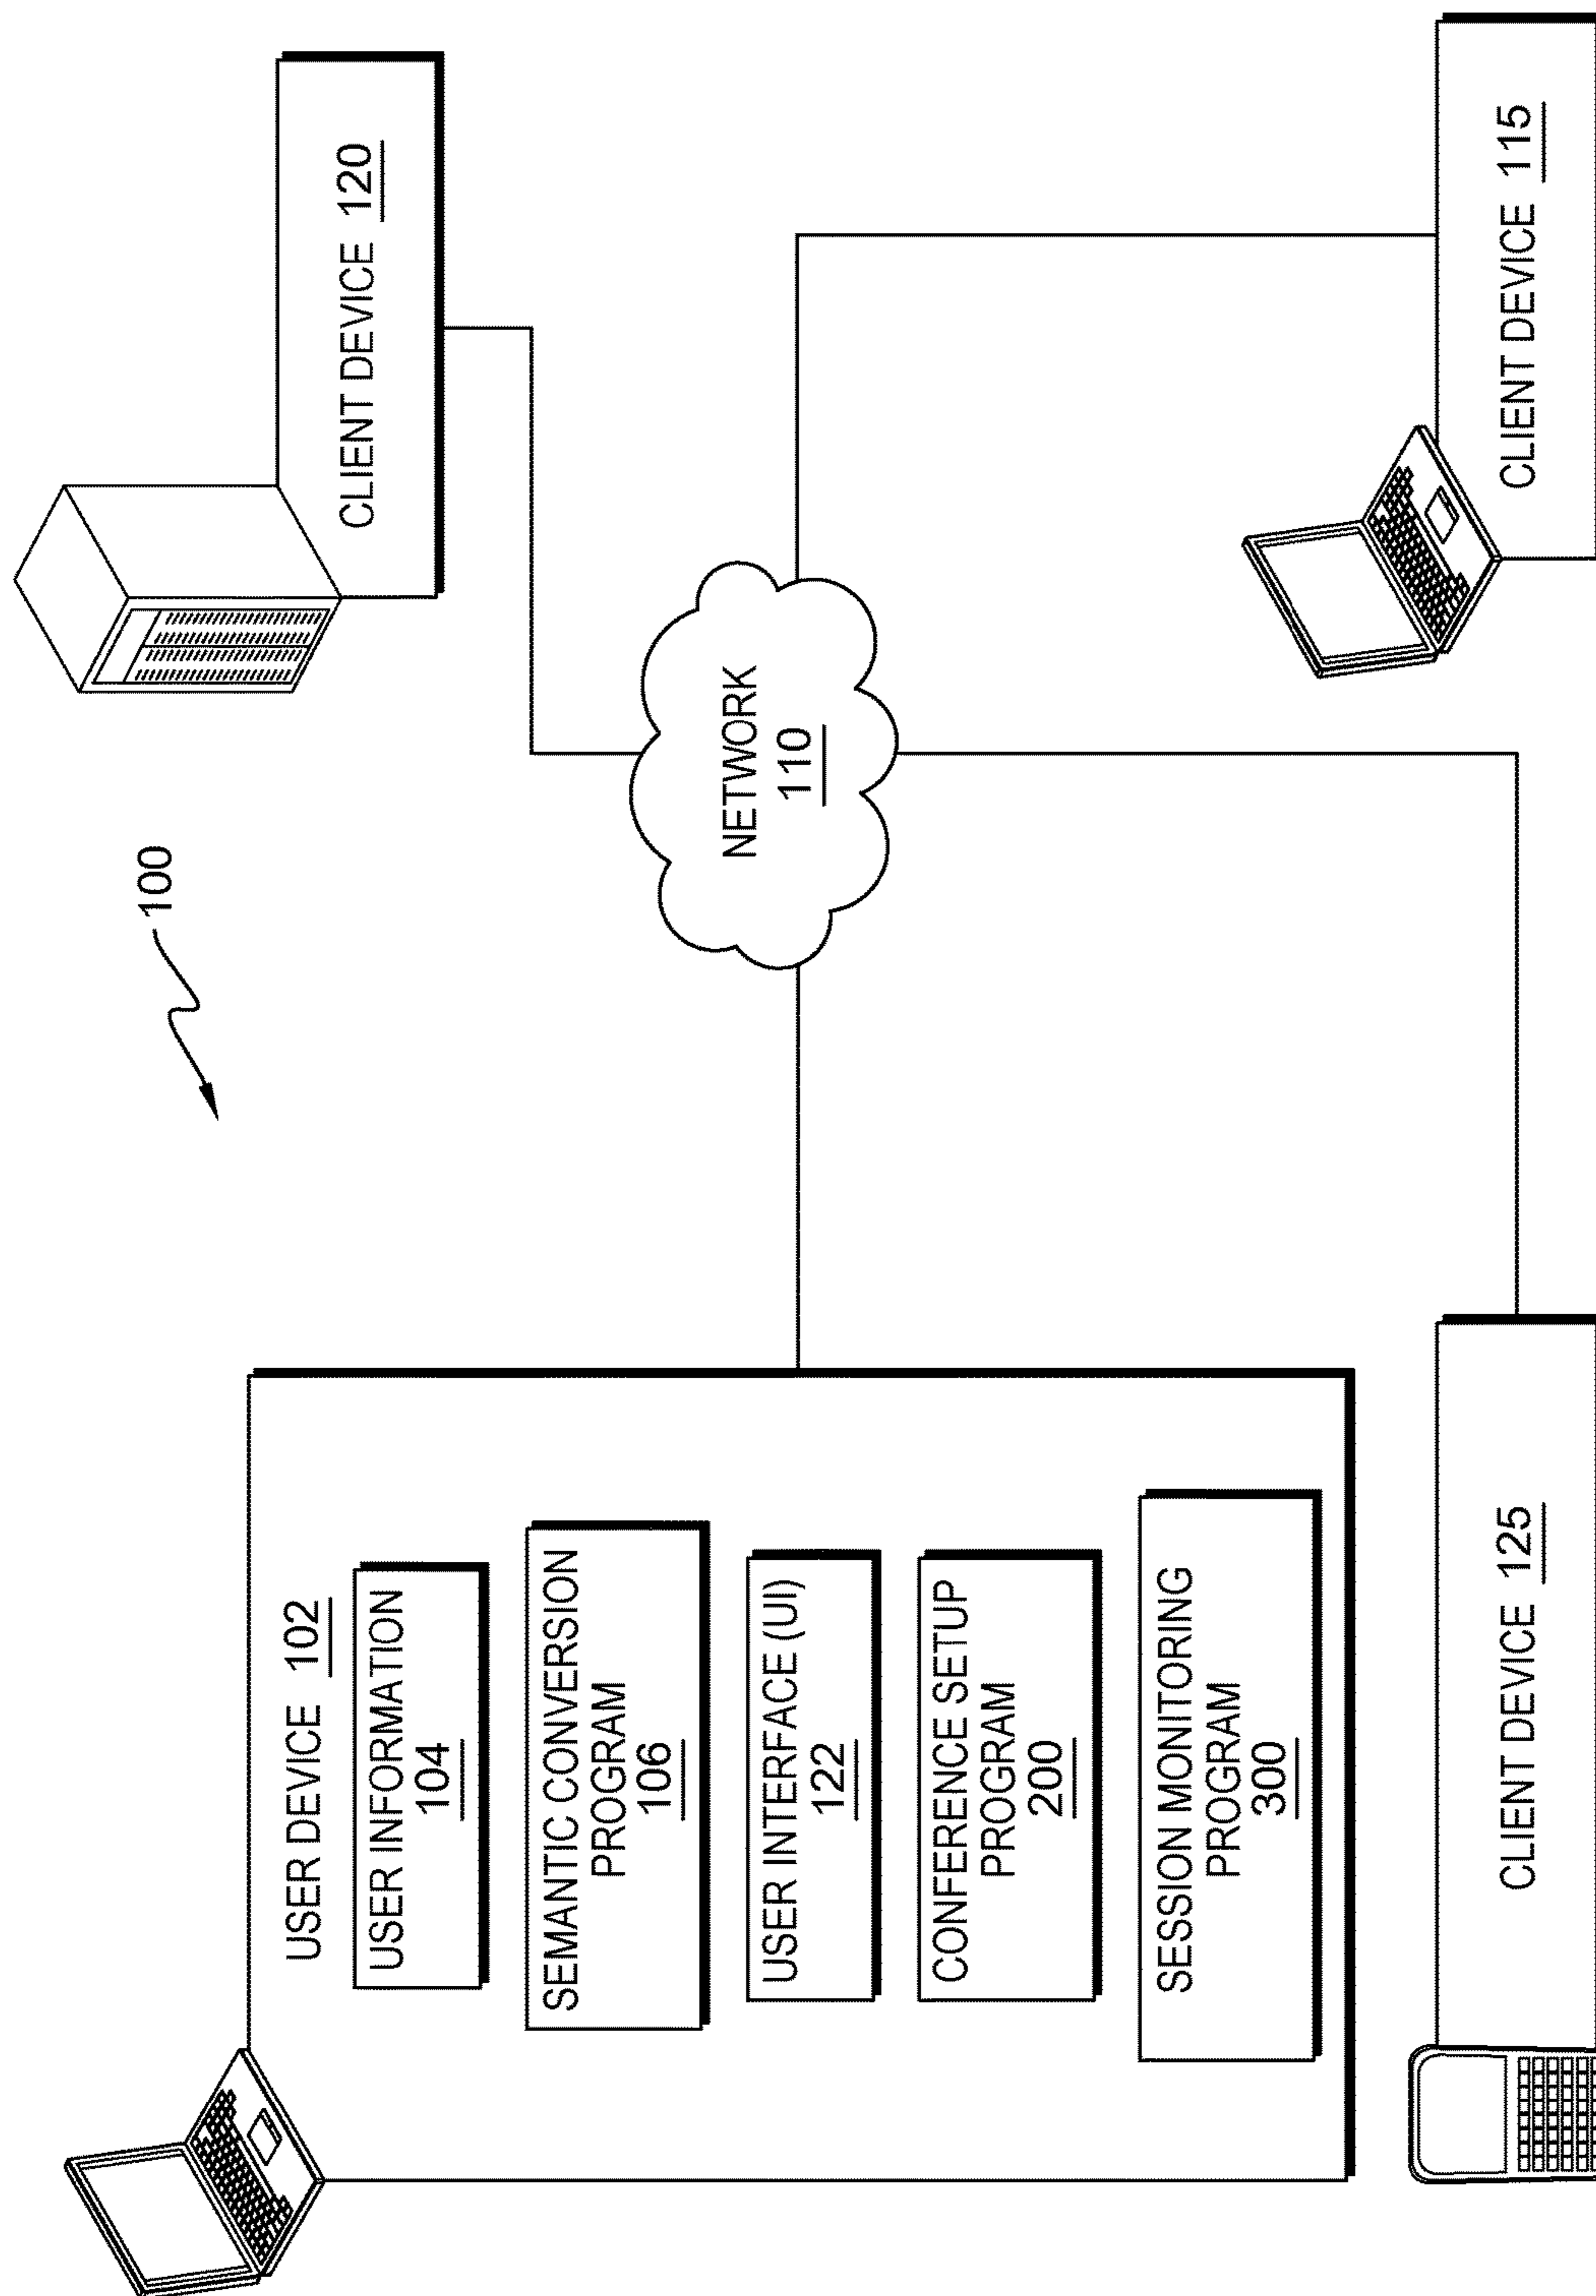 100
USER DEVICE 102
USER INFORMATION
104
SEMANTIC CONVERSION
PROGRAM
106
USER INTERFACE (UI)
122
CONFERENCE SETUP
PROGRAM
200
SESSION MONITORING
PROGRAM
300
NETWORK
110
CLIENT DEVICE 120
CLIENT DEVICE 125
CLIENT DEVICE 115